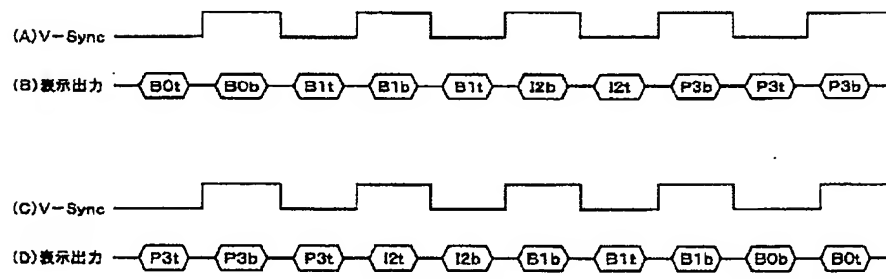 (A)V-Sync
(B)表示出力 B0t B0b B1t B1b B1t I2b I2t P3b P3t P3b
(C)V-Sync
(D)表示出力 P3t P3b P3t I2t I2b B1b B1t B1b B0b B0t